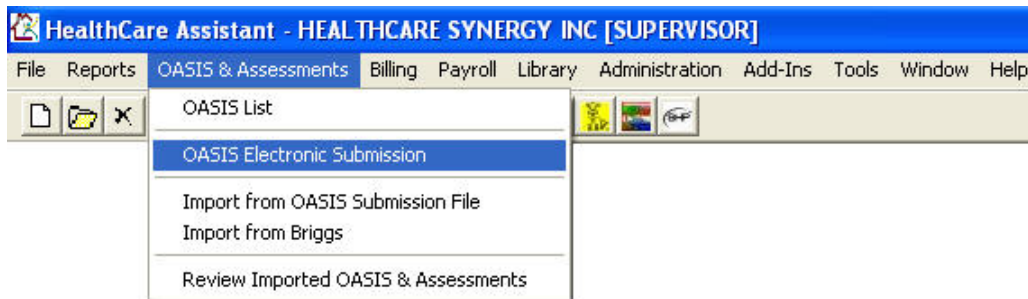 HealthCare Assistant - HEALTHCARE SYNERGY INC [SUPERVISOR]
File Reports OASIS & Assessments Billing Payroll Library Administration Add-Ins Tools Window Help
OASIS List
OASIS Electronic Submission
Import from OASIS Submission File
Import from Briggs
Review Imported OASIS & Assessments